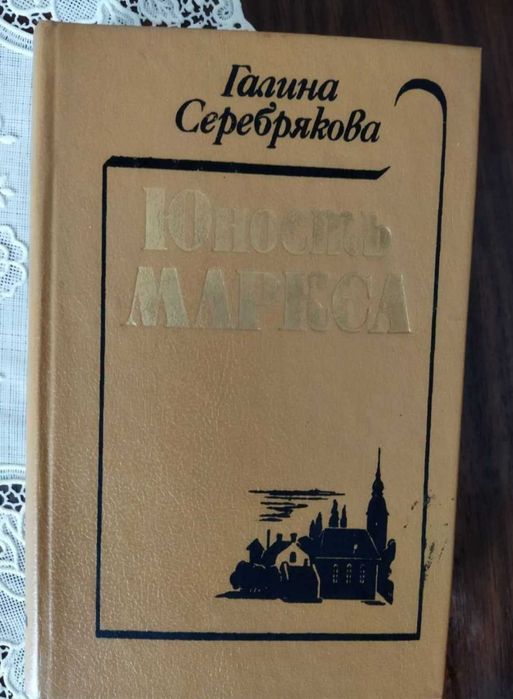 Галина
Серебрякова
Юность
МАРКСА